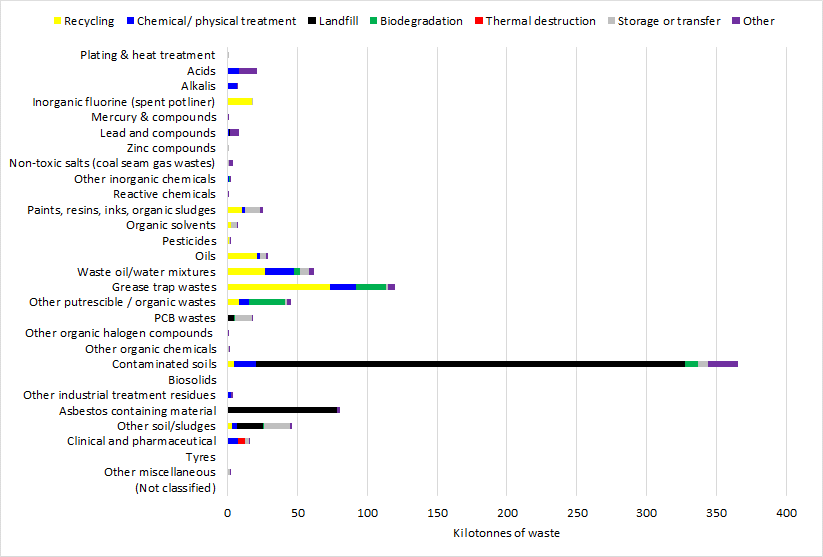 Recycling Chemical/ physical treatment Landfill Biodegradation Thermal destruction Storage or transfer Other
Plating & heat treatment
Acids
Alkalis
Inorganic fluorine (spent potliner)
Mercury & compounds
Lead and compounds
Zinc compounds
Non-toxic salts (coal seam gas wastes)
Other inorganic chemicals
Reactive chemicals
Paints, resins, inks, organic sludges
Organic solvents
Pesticides
Oils
Waste oil/water mixtures
Grease trap wastes
Other putrescible / organic wastes
PCB wastes
Other organic halogen compounds
Other organic chemicals
Contaminated soils
Biosolids
Other industrial treatment residues
Asbestos containing material
Other soil/sludges
Clinical and pharmaceutical
Tyres
Other miscellaneous
(Not classified)
0 50 100 150 200 250 300 350 400
Kilotonnes of waste